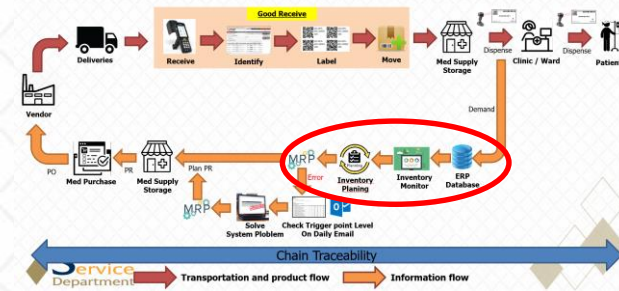 Good Receive
Deliveries
Receive
Identify
Label
Move
Med Supply
Storage
Dispense
Clinic / Ward
Dispense
Patient
Vendor
Demand
PO
Med Purchase
PR
Med Supply
Storage
Plan PR
MRP
Error
Inventory
Planing
Inventory
Monitor
ERP
Database
MRP
Solve
System Ploblem
Check Trigger point Level
On Daily Email
Chain Traceability
Service
Department
Transportation and product flow
Information flow